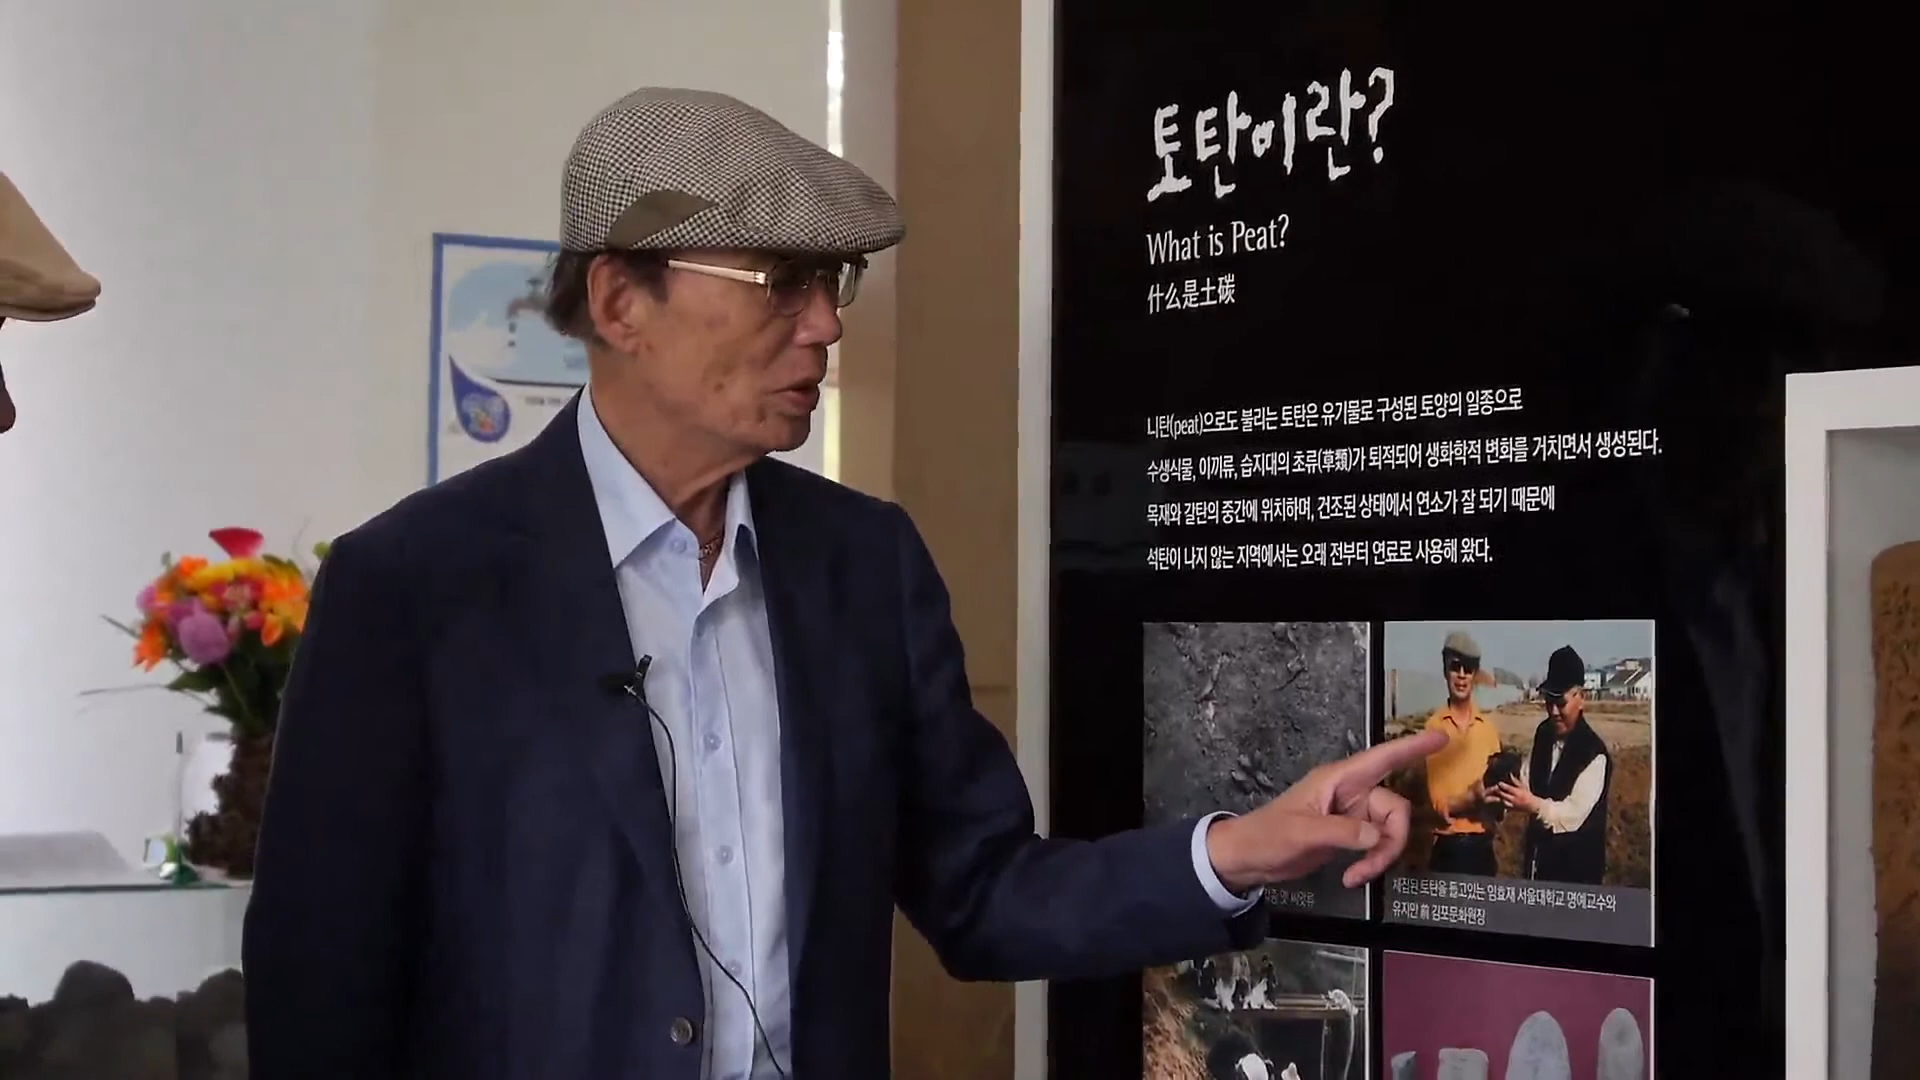 토탄이란?
What is Peat?
什么是土碳
니탄(peat)으로도 불리는 토탄은 유기물로 구성된 토양의 일종으로
수생식물, 이끼류, 습지대의 초류(草類)가 퇴적되어 생화학적 변화를 거치면서 생성된다.
목재와 갈탄의 중간에 위치하며, 건조된 상태에서 연소가 잘 되기 때문에
석탄이 나지 않는 지역에서는 오래 전부터 연료로 사용해 왔다.
채집된 토탄을 들고있는 임효재 서울대학교 명예교수와
유지만 前 김포문화원장